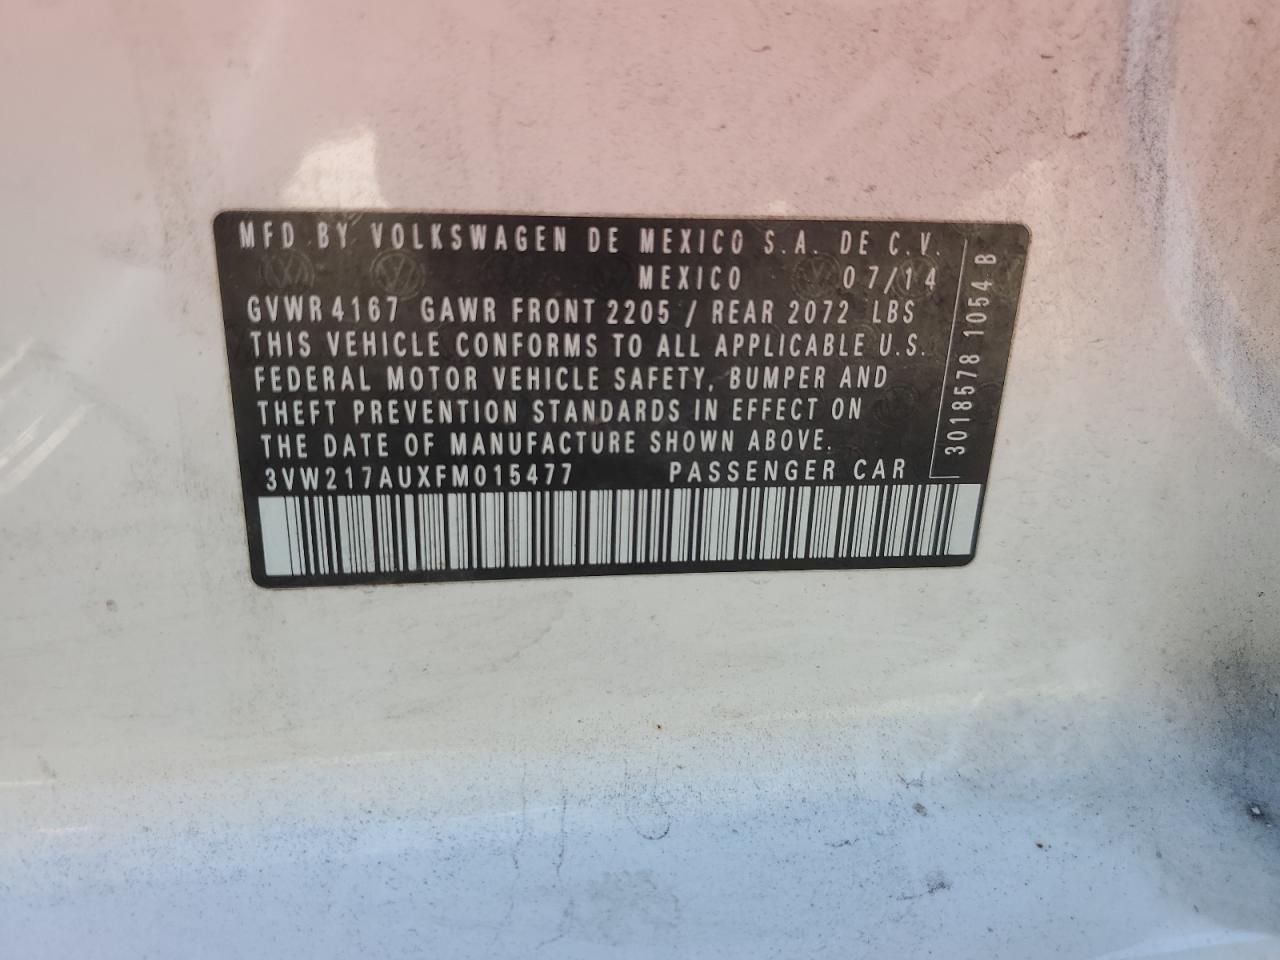 MFD BY VOLKSWAGEN DE MEXICO S.A. DE C.V.
MEXICO 07/14
GVWR 4167 GAWR FRONT 2205 / REAR 2072 LBS
THIS VEHICLE CONFORMS TO ALL APPLICABLE U.S.
FEDERAL MOTOR VEHICLE SAFETY, BUMPER AND
THEFT PREVENTION STANDARDS IN EFFECT ON
THE DATE OF MANUFACTURE SHOWN ABOVE.
3VW217AUXFM015477 PASSENGER CAR
3018578 1054 B